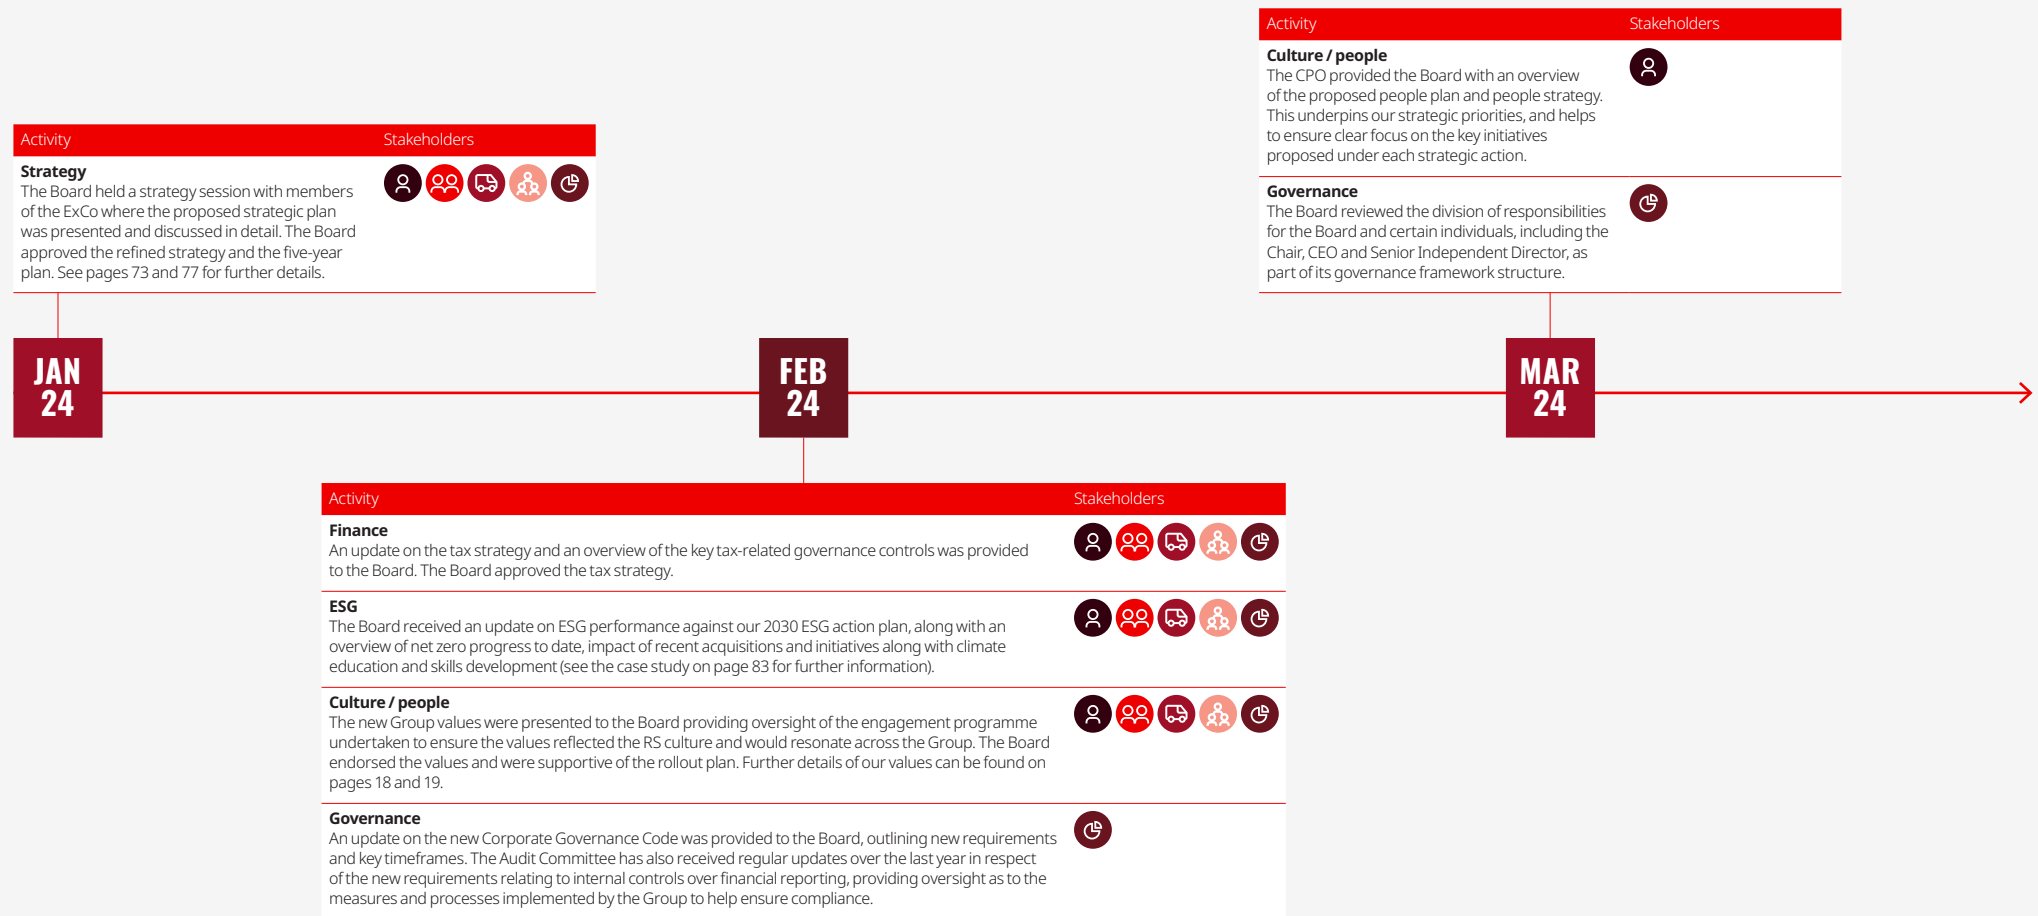 Activity Stakeholders
Strategy
The Board held a strategy session with members
of the ExCo where the proposed strategic plan
was presented and discussed in detail. The Board
approved the refined strategy and the five-year
plan. See pages 73 and 77 for further details.
JAN
24
Activity Stakeholders
Finance
An update on the tax strategy and an overview of the key tax-related governance controls was provided
to the Board. The Board approved the tax strategy.
ESG
The Board received an update on ESG performance against our 2030 ESG action plan, along with an
overview of net zero progress to date, impact of recent acquisitions and initiatives along with climate
education and skills development (see the case study on page 83 for further information).
Culture / people
The new Group values were presented to the Board providing oversight of the engagement programme
undertaken to ensure the values reflected the RS culture and would resonate across the Group. The Board
endorsed the values and were supportive of the rollout plan. Further details of our values can be found on
pages 18 and 19.
Governance
An update on the new Corporate Governance Code was provided to the Board, outlining new requirements
and key timeframes. The Audit Committee has also received regular updates over the last year in respect
of the new requirements relating to internal controls over financial reporting, providing oversight as to the
measures and processes implemented by the Group to help ensure compliance.
FEB
24
Activity Stakeholders
Culture / people
The CPO provided the Board with an overview
of the proposed people plan and people strategy.
This underpins our strategic priorities, and helps
to ensure clear focus on the key initiatives
proposed under each strategic action.
Governance
The Board reviewed the division of responsibilities
for the Board and certain individuals, including the
Chair, CEO and Senior Independent Director, as
part of its governance framework structure.
MAR
24